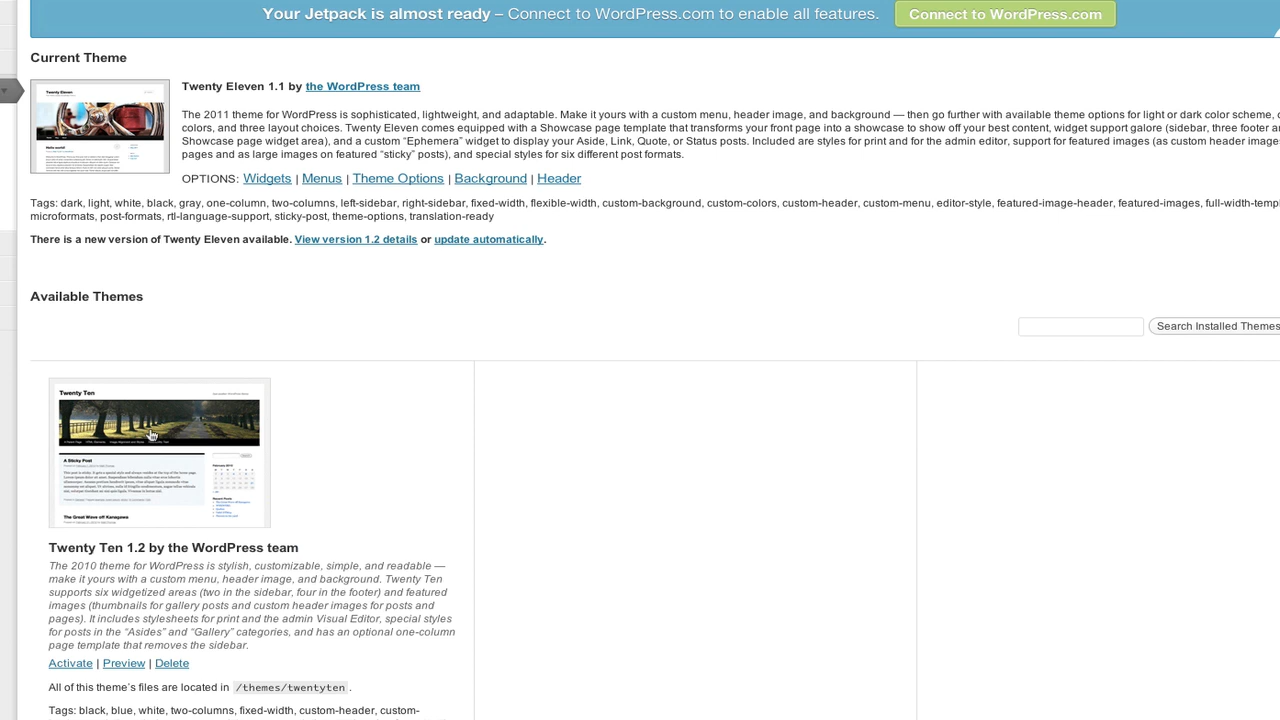 Your Jetpack is almost ready – Connect to WordPress.com to enable all features.
Connect to WordPress.com
Current Theme
Twenty Eleven
Hello world!
Twenty Eleven 1.1 by the WordPress team
The 2011 theme for WordPress is sophisticated, lightweight, and adaptable. Make it yours with a custom menu, header image, and background — then go further with available theme options for light or dark color scheme,
colors, and three layout choices. Twenty Eleven comes equipped with a Showcase page template that transforms your front page into a showcase to show off your best content, widget support galore (sidebar, three footer
Showcase page widget area), and a custom “Ephemera” widget to display your Aside, Link, Quote, or Status posts. Included are styles for print and for the admin editor, support for featured images (as custom header
pages and as large images on featured “sticky” posts), and special styles for six different post formats.
OPTIONS: Widgets | Menus | Theme Options | Background | Header
Tags: dark, light, white, black, gray, one-column, two-columns, left-sidebar, right-sidebar, fixed-width, flexible-width, custom-background, custom-colors, custom-header, custom-menu, editor-style, featured-image-header, featured-images,
microformats, post-formats, rtl-language-support, sticky-post, theme-options, translation-ready
There is a new version of Twenty Eleven available. View version 1.2 details or update automatically.
Available Themes
Search Installed Themes
Twenty Ten
A Sticky Post
The Great Wave off Kanagawa
Twenty Ten 1.2 by the WordPress team
The 2010 theme for WordPress is stylish, customizable, simple, and readable —
make it yours with a custom menu, header image, and background. Twenty Ten
supports six widgetized areas (two in the sidebar, four in the footer) and featured
images (thumbnails for gallery posts and custom header images for posts and
pages). It includes stylesheets for print and the admin Visual Editor, special styles
for posts in the “Asides” and “Gallery” categories, and has an optional one-column
page template that removes the sidebar.
Activate | Preview | Delete
All of this theme’s files are located in /themes/twentyten .
Tags: black, blue, white, two-columns, fixed-width, custom-header, custom-